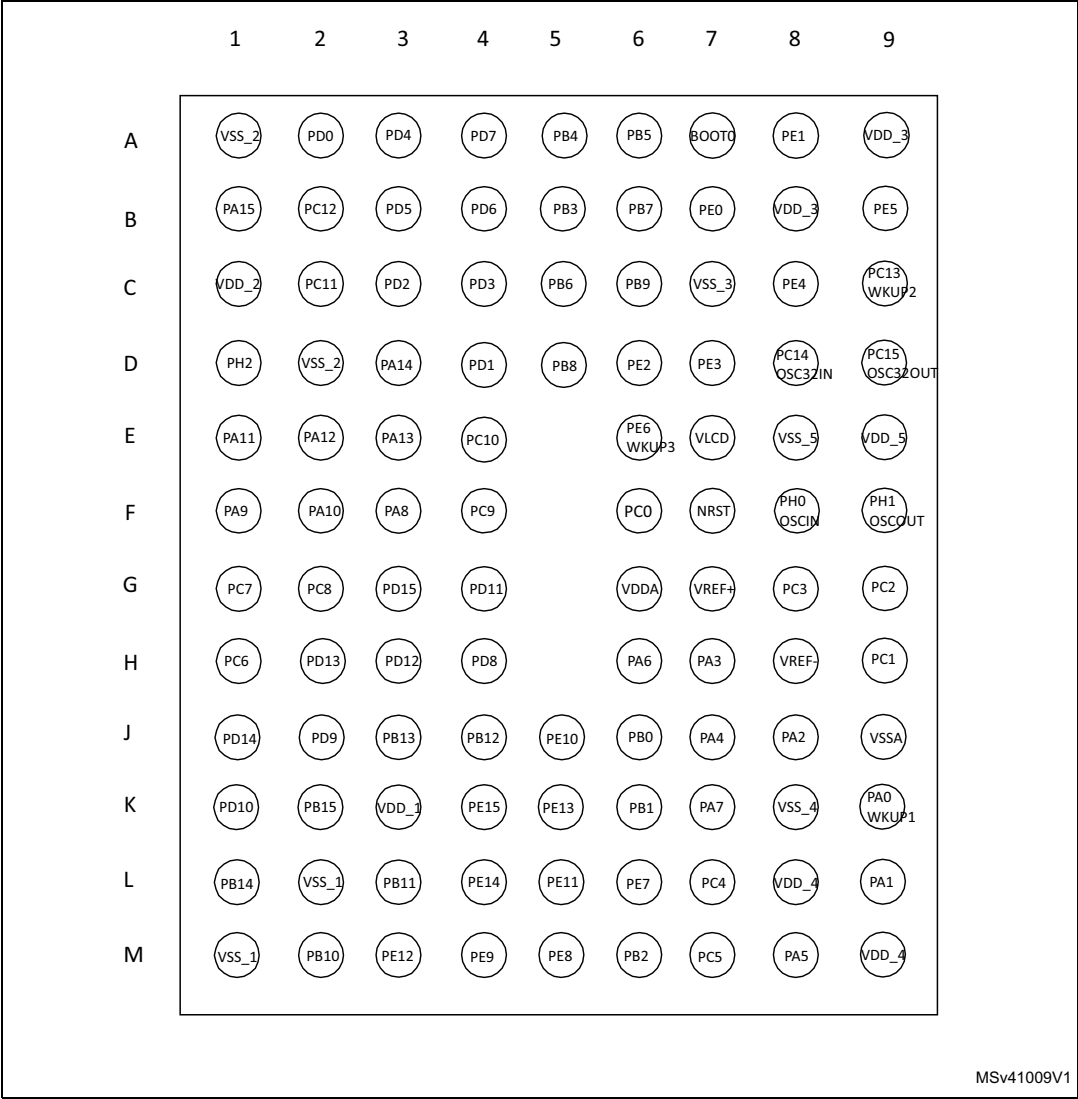 1 2 3 4 5 6 7 8 9
A VSS_2 PD0 PD4 PD7 PB4 PB5 BOOT0 PE1 VDD_3
B PA15 PC12 PD5 PD6 PB3 PB7 PE0 VDD_3 PE5
C VDD_2 PC11 PD2 PD3 PB6 PB9 VSS_3 PE4 PC13
WKUP2
D PH2 VSS_2 PA14 PD1 PB8 PE2 PE3 PC14 PC15
OSC32IN OSC32OUT
E PA11 PA12 PA13 PC10 PE6 VLCD VSS_5 VDD_5
WKUP3
F PA9 PA10 PA8 PC9 PC0 NRST PH0 PH1
OSCIN OSCOUT
G PC7 PC8 PD15 PD11 VDDA VREF+ PC3 PC2
H PC6 PD13 PD12 PD8 PA6 PA3 VREF- PC1
J PD14 PD9 PB13 PB12 PE10 PB0 PA4 PA2 VSSA
K PD10 PB15 VDD_1 PE15 PE13 PB1 PA7 VSS_4 PA0
WKUP1
L PB14 VSS_1 PB11 PE14 PE11 PE7 PC4 VDD_4 PA1
M VSS_1 PB10 PE12 PE9 PE8 PB2 PC5 PA5 VDD_4
MSv41009V1